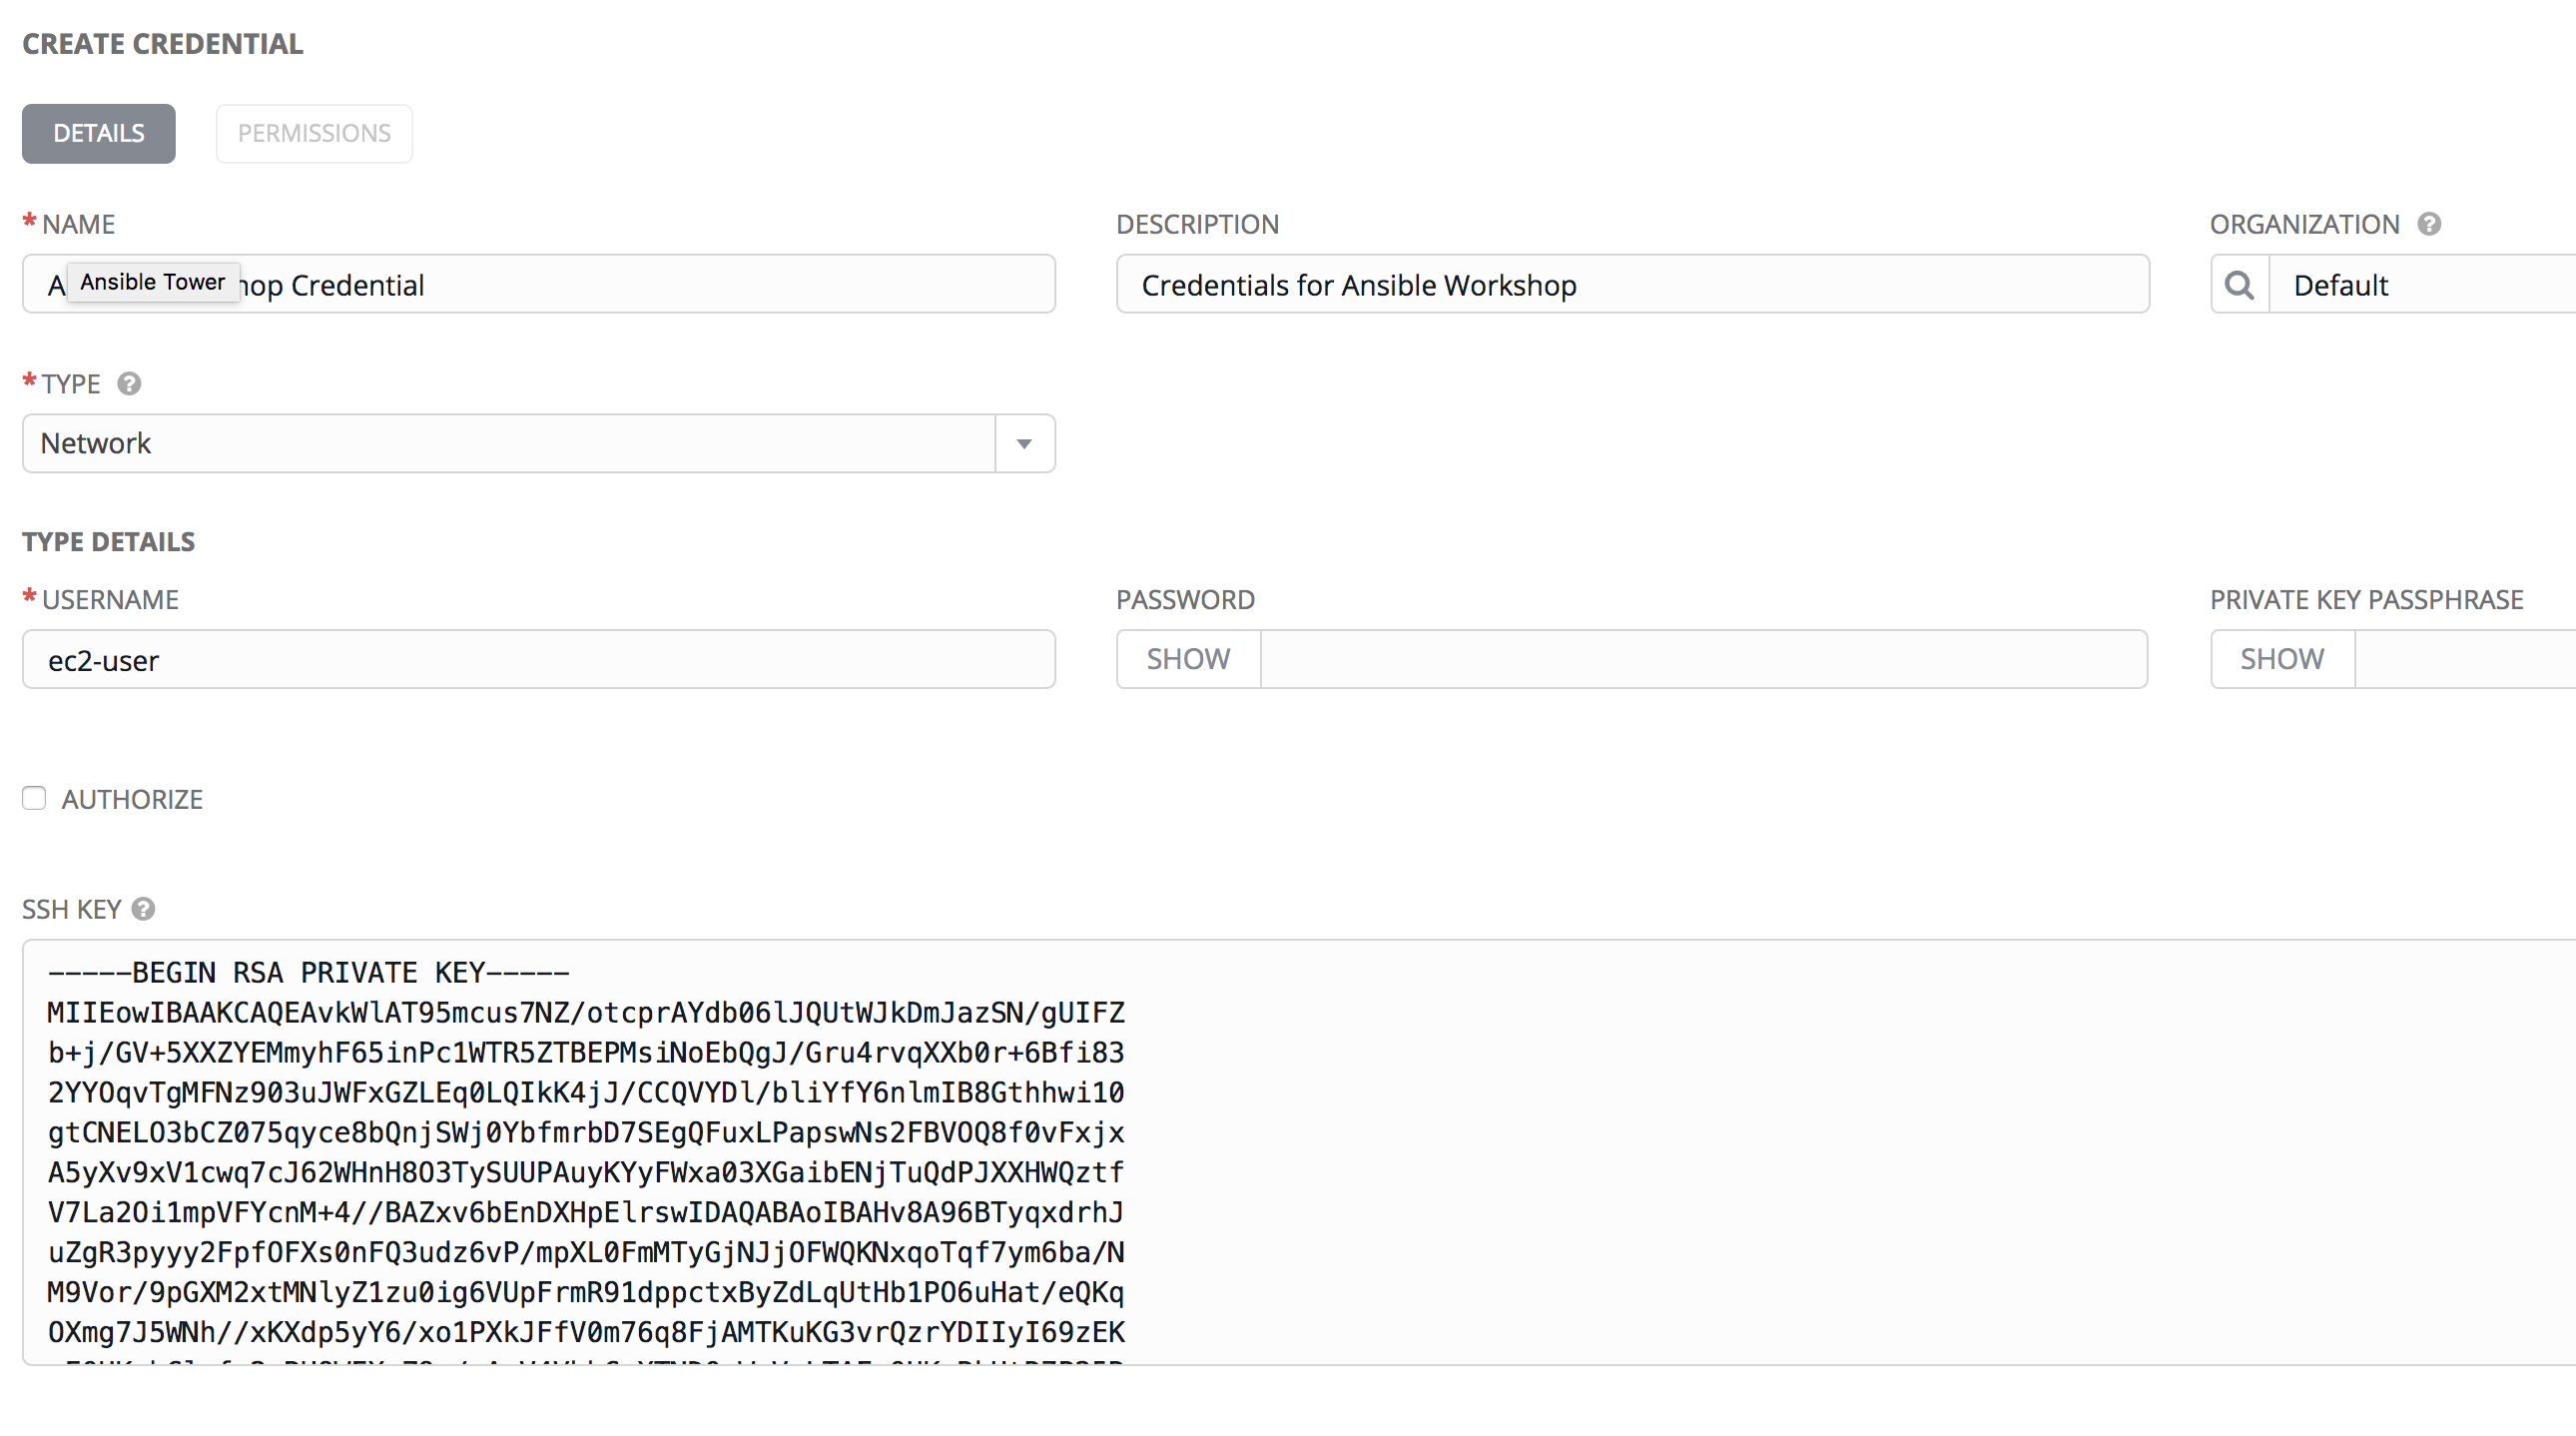 CREATE CREDENTIAL
DETAILS
PERMISSIONS
* NAME
DESCRIPTION
ORGANIZATION ?
A
Ansible Tower
hop Credential
Credentials for Ansible Workshop
Default
* TYPE ?
Network
TYPE DETAILS
* USERNAME
PASSWORD
PRIVATE KEY PASSPHRASE
ec2-user
SHOW
SHOW
AUTHORIZE
SSH KEY ?
-----BEGIN RSA PRIVATE KEY-----
MIIEowIBAAKCAQEAvkWlAT95mcus7NZ/otcprAYdb06lJQUtWJkDmJazSN/gUIFZ
b+j/GV+5XXZYEMmyhF65inPc1WTR5ZTBEPMsiNoEbQgJ/Gru4rvqXXb0r+6Bfi83
2YYOqvTgMFNz903uJWFxGZLEq0LQIkK4jJ/CCQVYDl/bliYfY6nlmIB8Gthhwi10
gtCNELO3bCZ075qyce8bQnjSWj0YbfmrbD7SEgQFuxLPapswNs2FBVOQ8f0vFxjx
A5yXv9xV1cwq7cJ62WHnH8O3TySUUPAuyKYyFWxa03XGaibENjTuQdPJXXHWQztf
V7La2Oi1mpVFYcnM+4//BAZxv6bEnDXHpElrswIDAQABAoIBAHv8A96BTyqxdrhJ
uZgR3pyyy2FpfOFXs0nFQ3udz6vP/mpXL0FmMTyGjNJjOFWQKNxqoTqf7ym6ba/N
M9Vor/9pGXM2xtMNlyZ1zu0ig6VUpFrmR91dppctxByZdLqUtHb1PO6uHat/eQKq
OXmg7J5WNh//xKXdp5yY6/xo1PXkJFfV0m76q8FjAMTKuKG3vrQzrYDIIyI69zEK